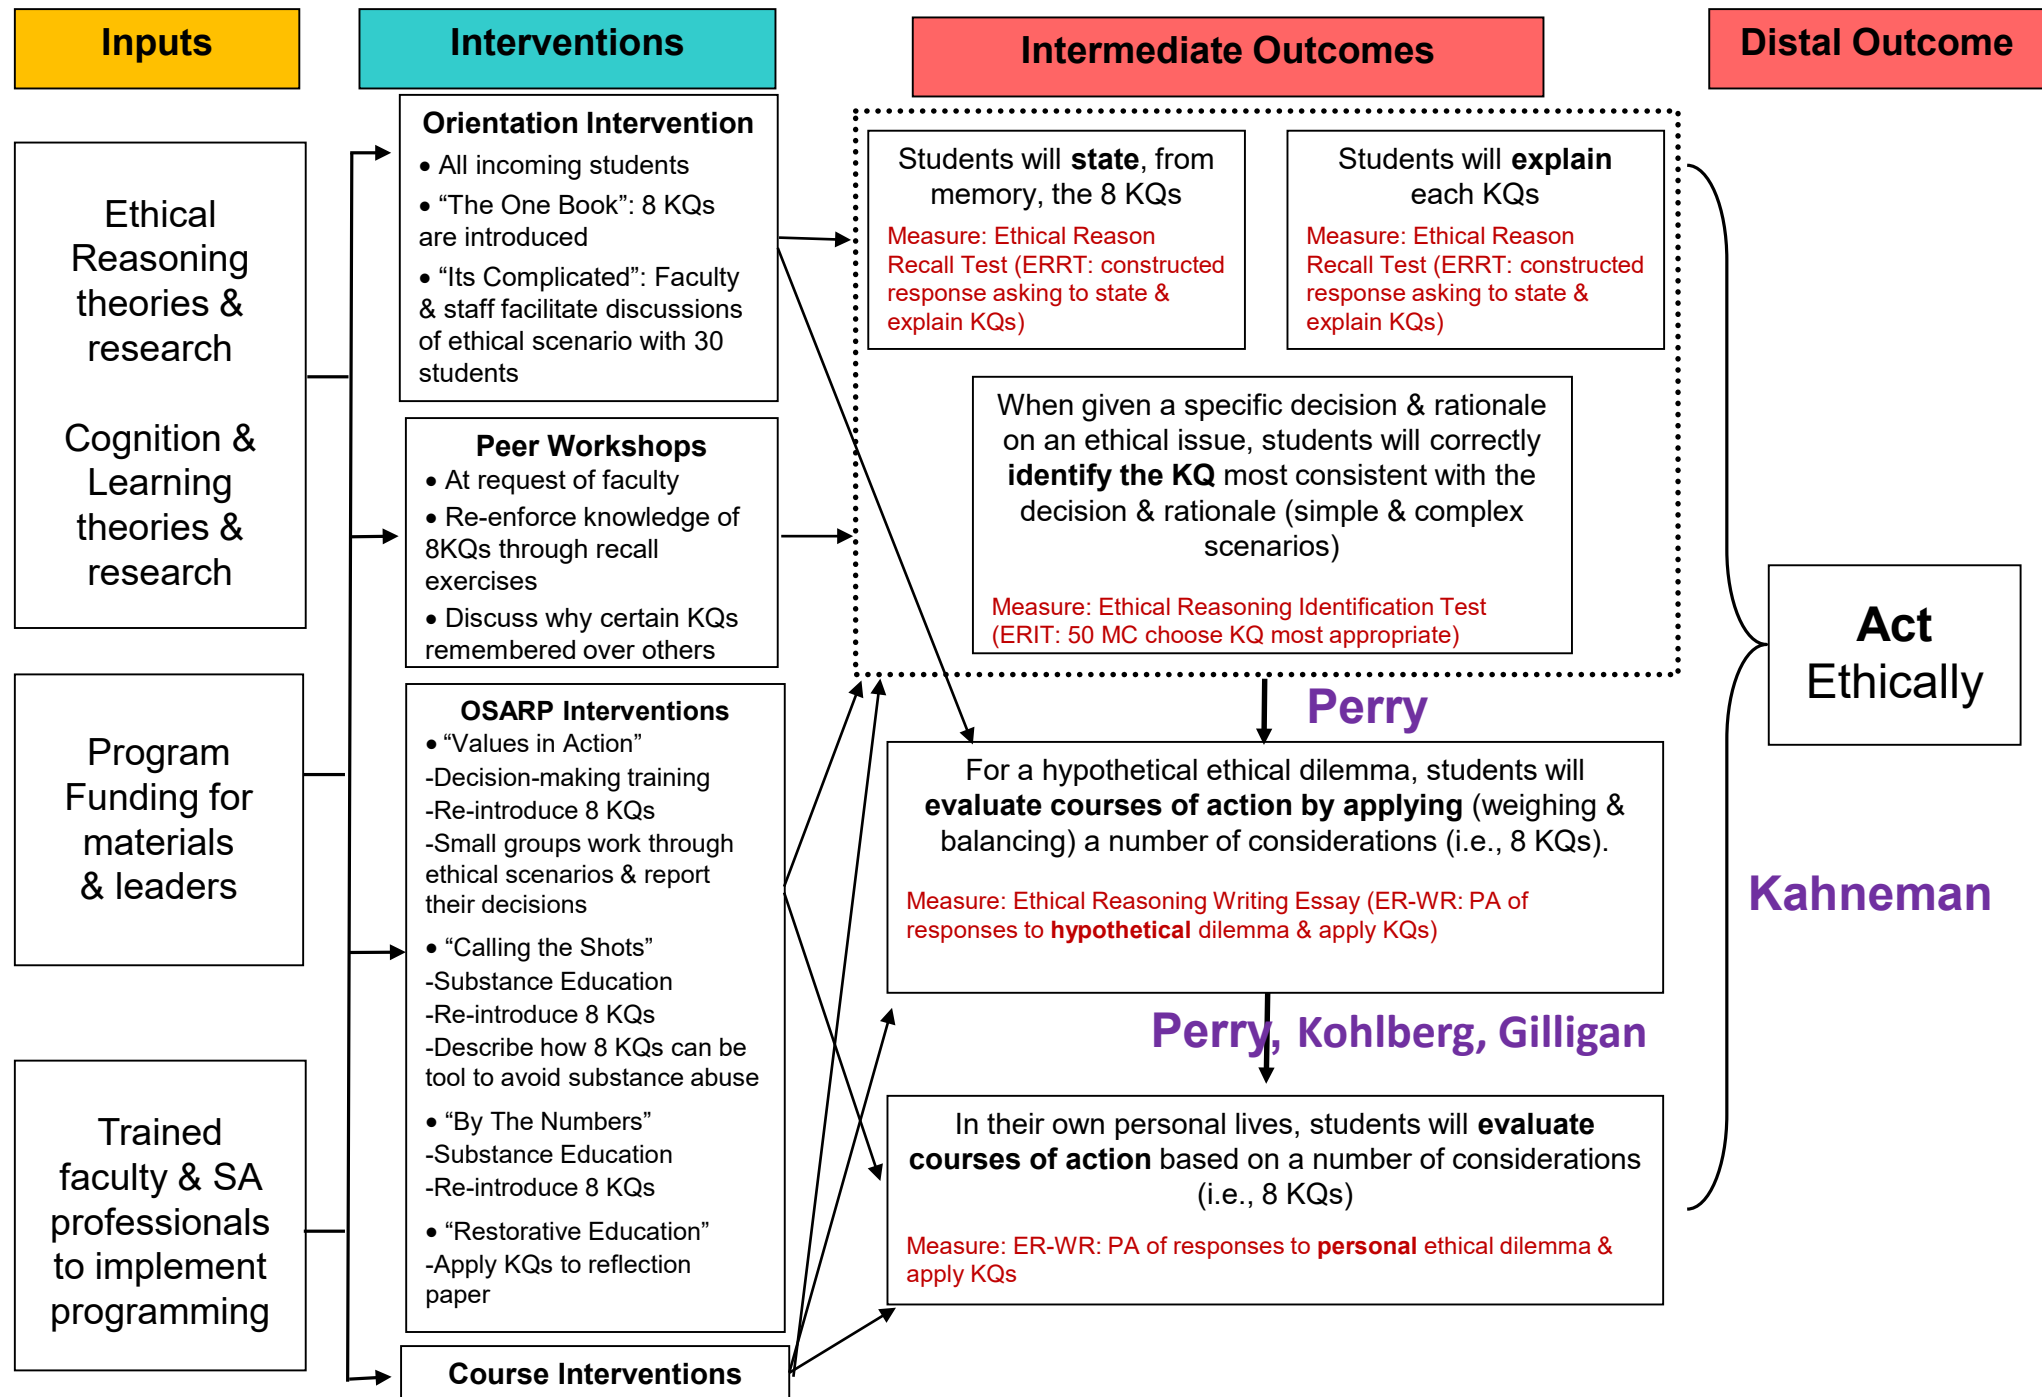 Inputs
Interventions
Intermediate Outcomes
Distal Outcome
Ethical
Reasoning
theories &
research
Cognition &
Learning
theories &
research
Program
Funding for
materials
& leaders
Trained
faculty & SA
professionals
to implement
programming
Orientation Intervention
• All incoming students
• “The One Book”: 8 KQs
are introduced
• “Its Complicated”: Faculty
& staff facilitate discussions
of ethical scenario with 30
students
Peer Workshops
• At request of faculty
• Re-enforce knowledge of
8KQs through recall
exercises
• Discuss why certain KQs
remembered over others
OSARP Interventions
• “Values in Action”
-Decision-making training
-Re-introduce 8 KQs
-Small groups work through
ethical scenarios & report
their decisions
• “Calling the Shots”
-Substance Education
-Re-introduce 8 KQs
-Describe how 8 KQs can be
tool to avoid substance abuse
• “By The Numbers”
-Substance Education
-Re-introduce 8 KQs
• “Restorative Education”
-Apply KQs to reflection
paper
Course Interventions
Students will state, from
memory, the 8 KQs
Measure: Ethical Reason
Recall Test (ERRT: constructed
response asking to state &
explain KQs)
Students will explain
each KQs
Measure: Ethical Reason
Recall Test (ERRT: constructed
response asking to state &
explain KQs)
When given a specific decision & rationale
on an ethical issue, students will correctly
identify the KQ most consistent with the
decision & rationale (simple & complex
scenarios)
Measure: Ethical Reasoning Identification Test
(ERIT: 50 MC choose KQ most appropriate)
Perry
For a hypothetical ethical dilemma, students will
evaluate courses of action by applying (weighing &
balancing) a number of considerations (i.e., 8 KQs).
Measure: Ethical Reasoning Writing Essay (ER-WR: PA of
responses to hypothetical dilemma & apply KQs)
Perry, Kohlberg, Gilligan
In their own personal lives, students will evaluate
courses of action based on a number of considerations
(i.e., 8 KQs)
Measure: ER-WR: PA of responses to personal ethical dilemma &
apply KQs
Act
Ethically
Kahneman